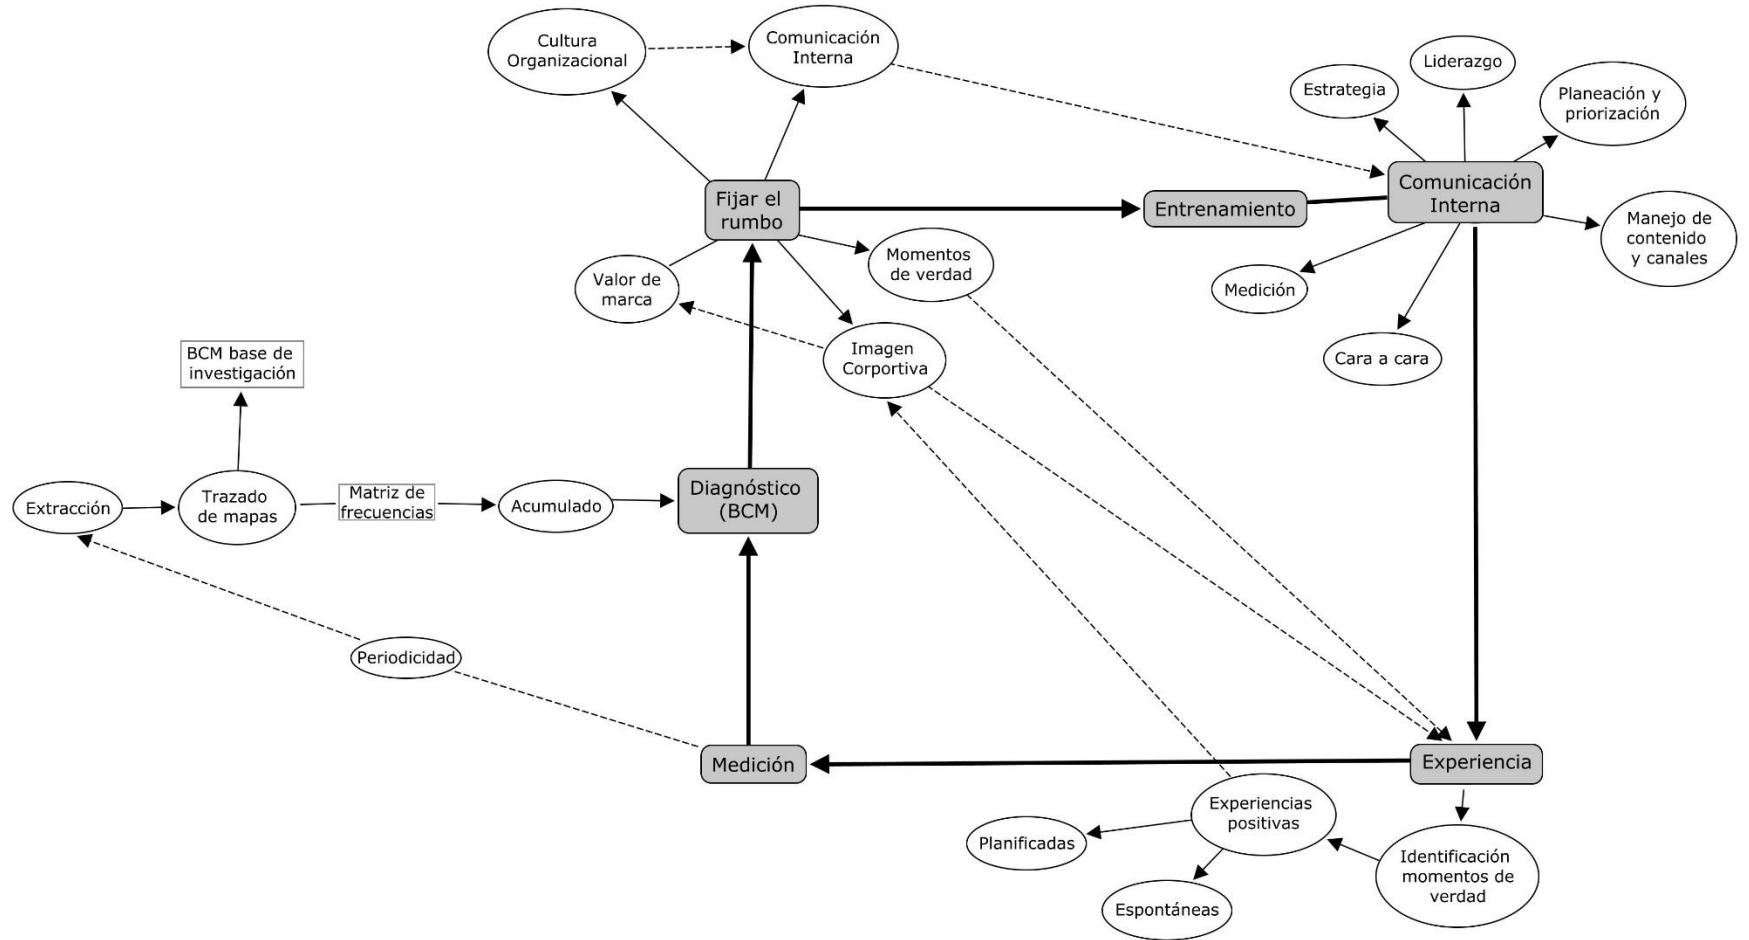 Cultura
Organizacional
Comunicación
Interna
Liderazgo
Estrategia
Planeación y
priorización
Comunicación
Interna
Fijar el
rumbo
Entrenamiento
Manejo de
contenido
y canales
Momentos
de verdad
Valor de
marca
Medición
Imagen
Corportiva
Cara a cara
BCM base de
investigación
Extracción
Trazado
de mapas
Matriz de
frecuencias
Acumulado
Diagnóstico
(BCM)
Periodicidad
Medición
Experiencia
Experiencias
positivas
Planificadas
Identificación
momentos de
verdad
Espontáneas